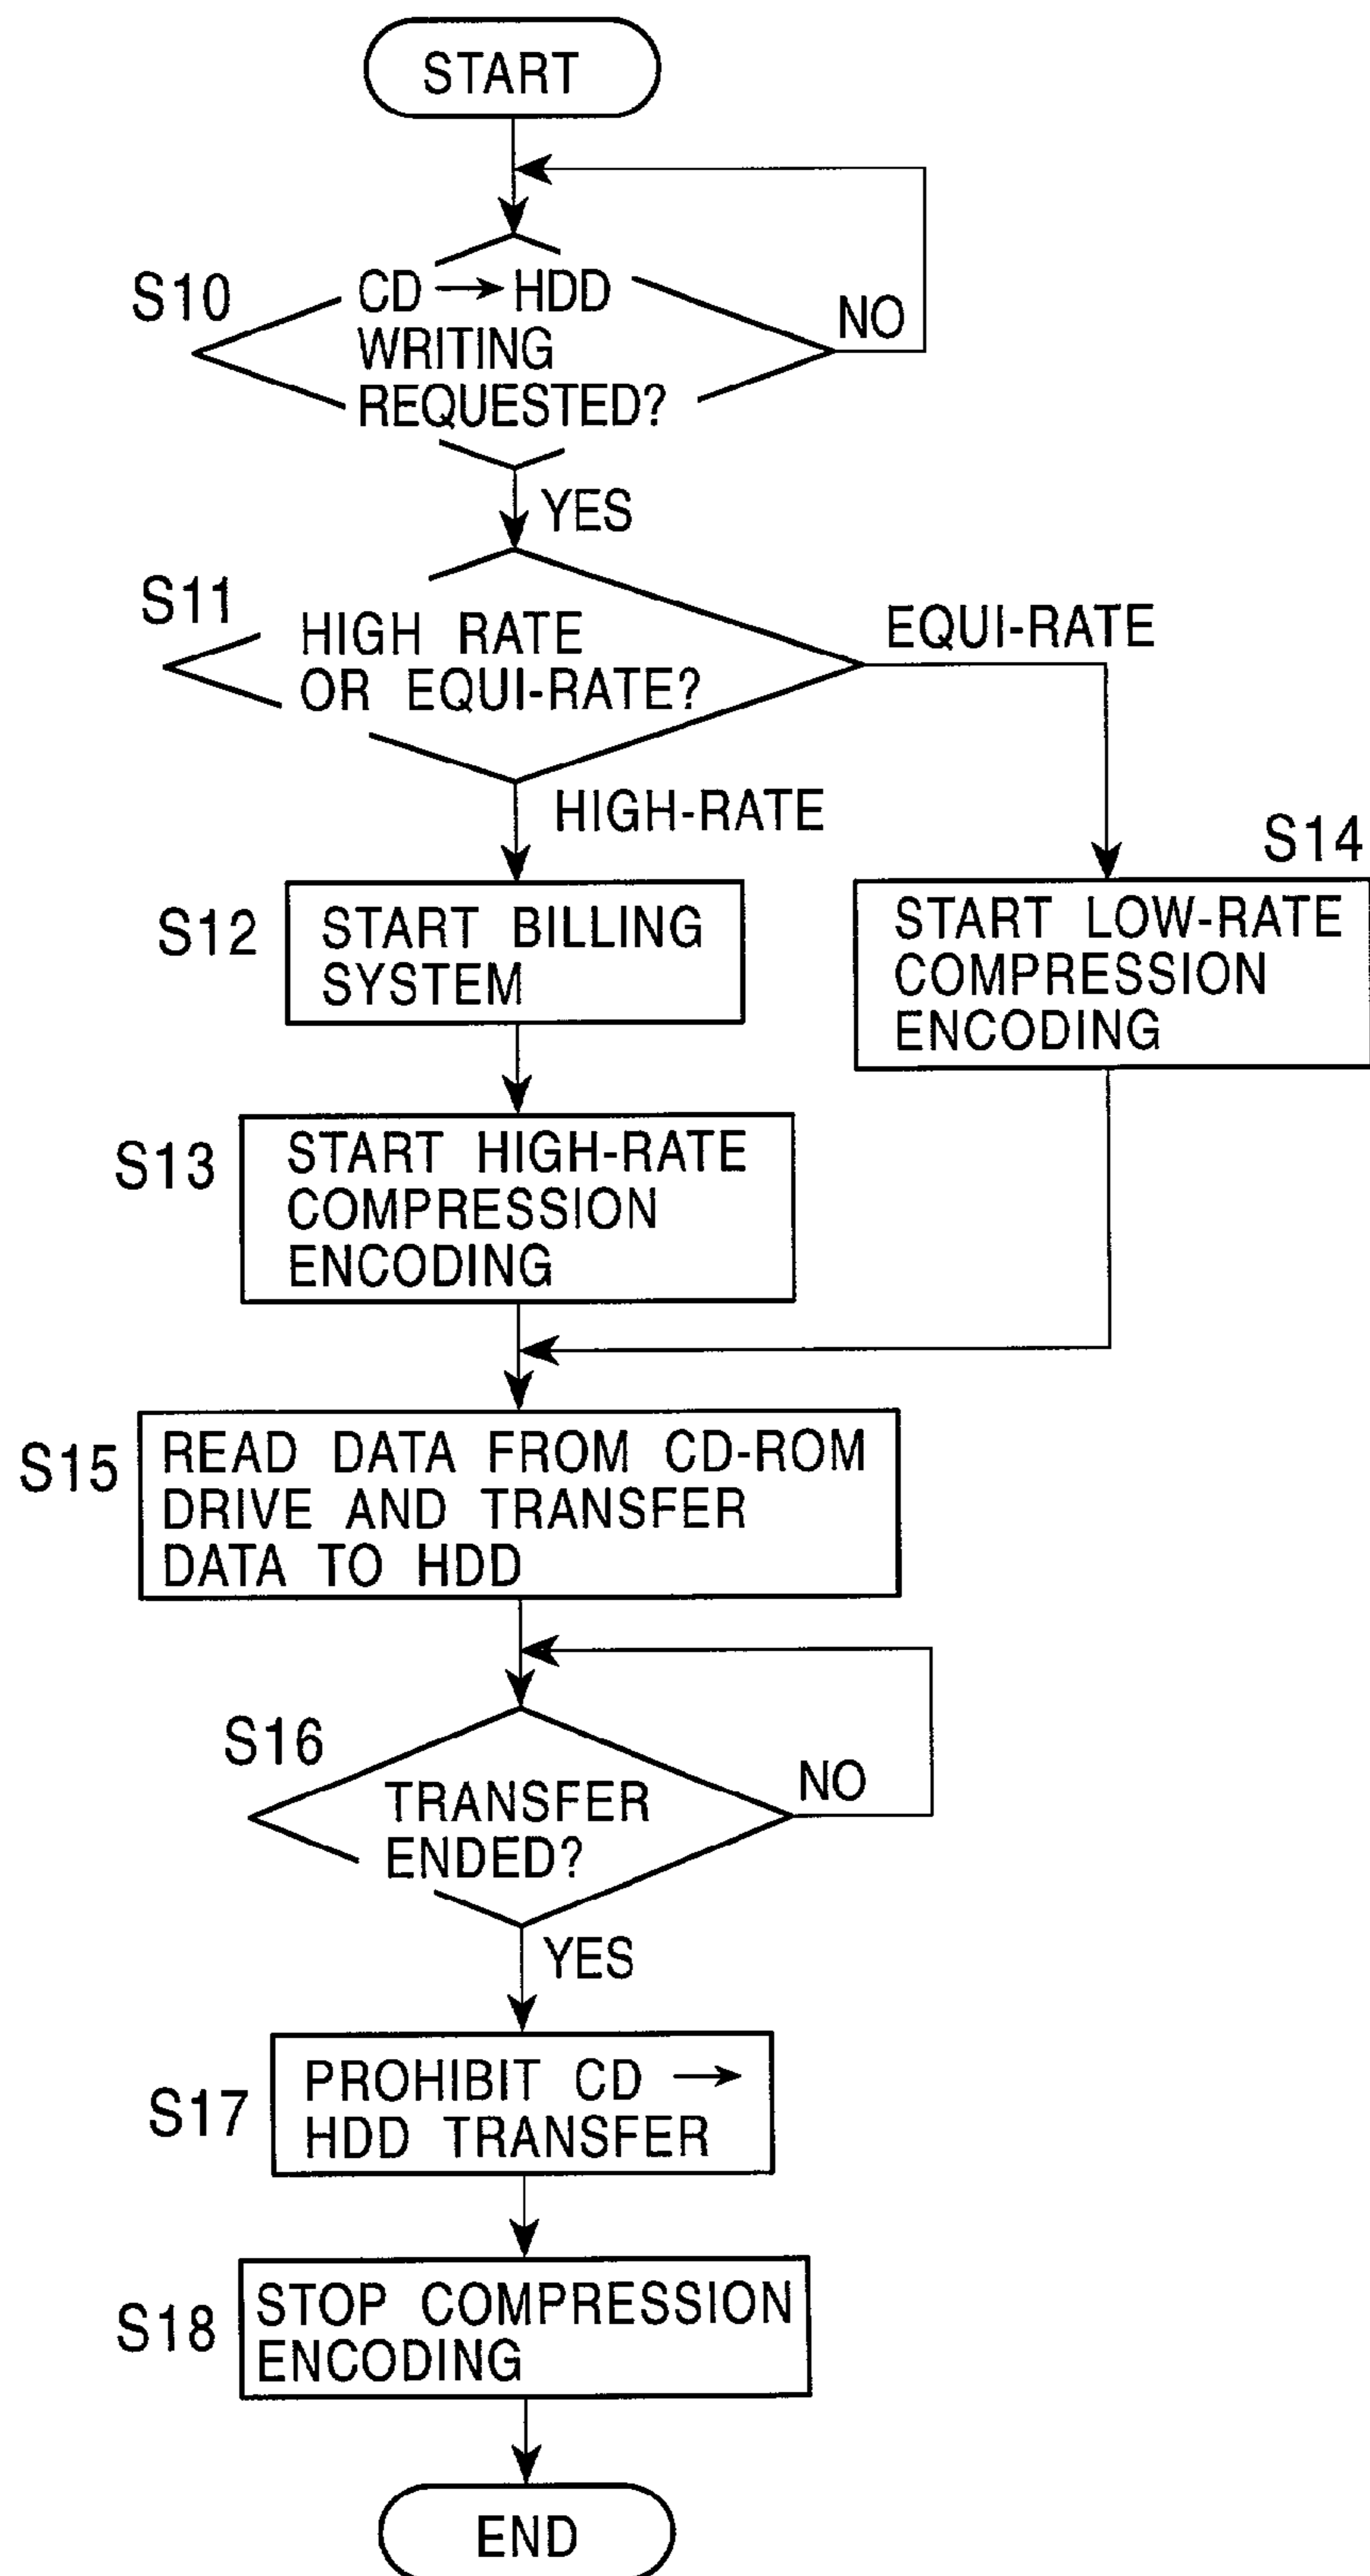 START
S10
CD → HDD
WRITING
REQUESTED?
NO
YES
S11
HIGH RATE
OR EQUI-RATE?
EQUI-RATE
HIGH-RATE
S12
START BILLING
SYSTEM
S14
START LOW-RATE
COMPRESSION
ENCODING
S13
START HIGH-RATE
COMPRESSION
ENCODING
S15
READ DATA FROM CD-ROM
DRIVE AND TRANSFER
DATA TO HDD
S16
TRANSFER
ENDED?
NO
YES
S17
PROHIBIT CD →
HDD TRANSFER
S18
STOP COMPRESSION
ENCODING
END